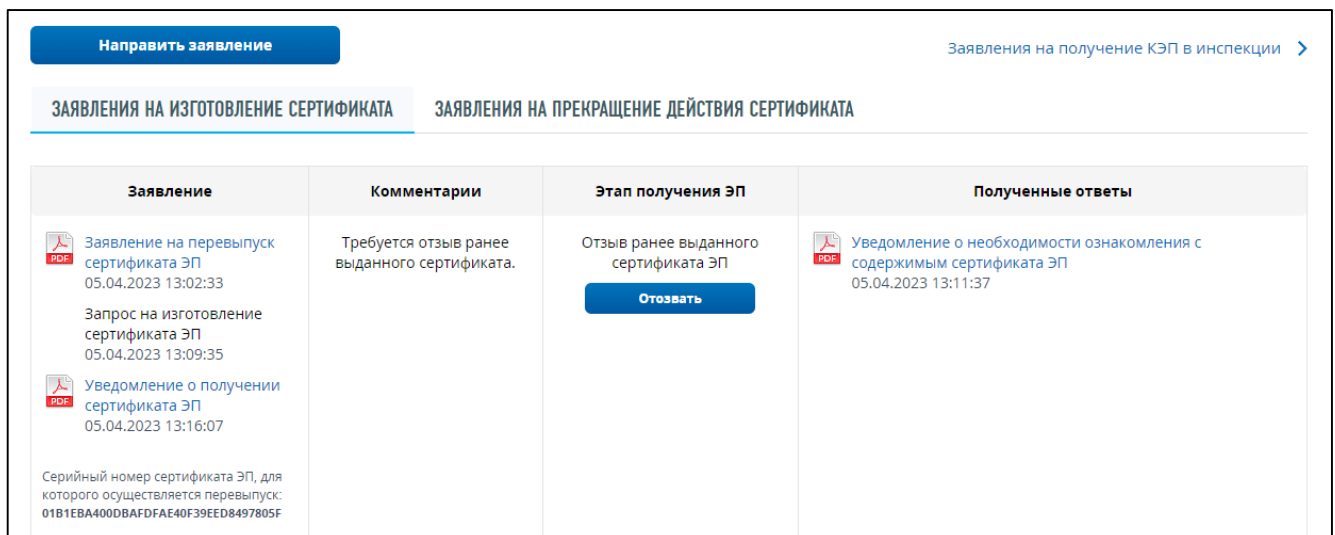 Направить заявление
Заявления на получение КЭП в инспекции
ЗАЯВЛЕНИЯ НА ИЗГОТОВЛЕНИЕ СЕРТИФИКАТА
ЗАЯВЛЕНИЯ НА ПРЕКРАЩЕНИЕ ДЕЙСТВИЯ СЕРТИФИКАТА
Заявление
Комментарии
Этап получения ЭП
Полученные ответы
PDF
Заявление на перевыпуск
сертификата ЭП
05.04.2023 13:02:33
Запрос на изготовление
сертификата ЭП
05.04.2023 13:09:35
PDF
Уведомление о получении
сертификата ЭП
05.04.2023 13:16:07
Серийный номер сертификата ЭП, для
которого осуществляется перевыпуск:
01B1EBA400DBAFDFAE40F39EED8497805F
Требуется отзыв ранее
выданного сертификата.
Отзыв ранее выданного
сертификата ЭП
Отозвать
PDF
Уведомление о необходимости ознакомления с
содержимым сертификата ЭП
05.04.2023 13:11:37